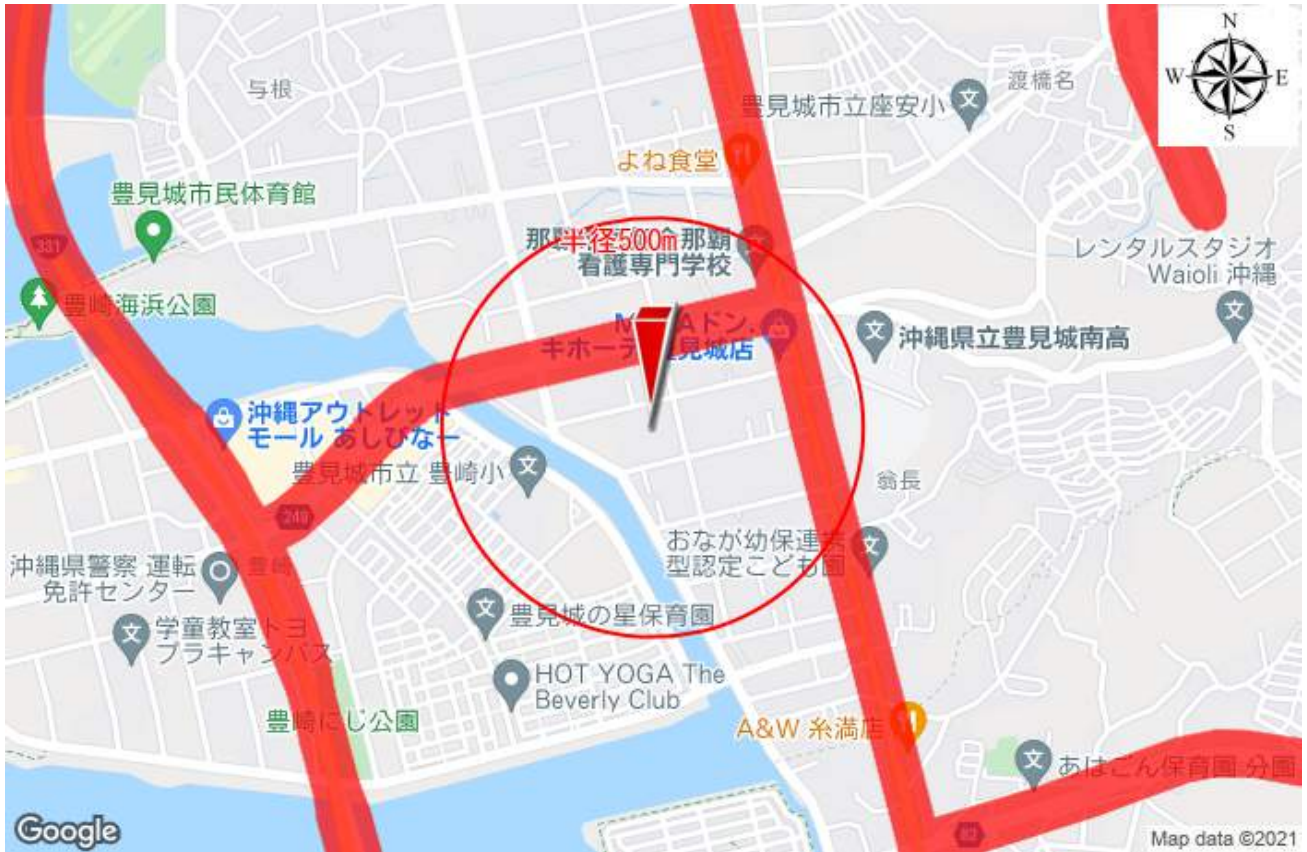 N
W
E
S
与根
渡橋名
豊見城市立座安小
よね食堂
豊見城市民体育館
331
半径500m
那覇
看護専門学校
レンタルスタジオ
Waioli 沖縄
豊崎海浜公園
ドン.
キホーテ
見城店
沖縄県立豊見城南高
沖縄アウトレット
モール あしびなー
豊見城市立 豊崎小
翁長
249
おなが幼保連携
型認定こども園
沖縄県警察 運転
免許センター
豊崎
豊見城の星保育園
学童教室トヨ
プラキャンパス
HOT YOGA The
Beverly Club
豊崎にじ公園
A&W 糸満店
あはごん保育園 分園
82
Google
Map data ©2021